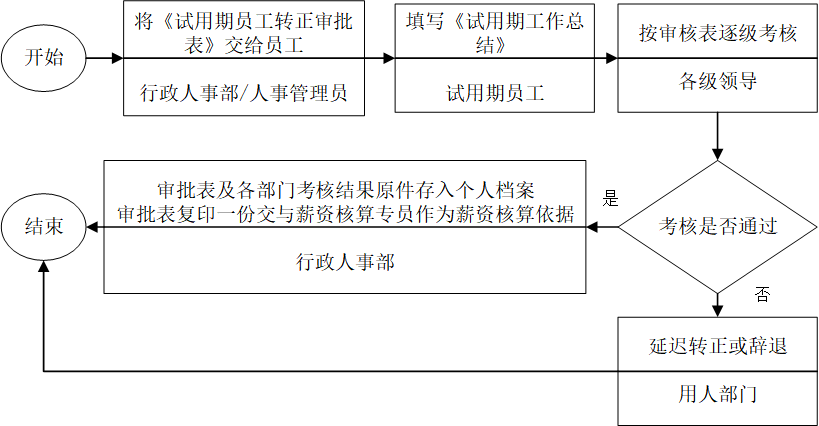 开始
将《试用期员工转正审批
表》交给员工
行政人事部/人事管理员
填写《试用期工作总
结》
试用期员工
按审核表逐级考核
各级领导
考核是否通过
是
审批表及各部门考核结果原件存入个人档案
审批表复印一份交与薪资核算专员作为薪资核算依据
行政人事部
结束
否
延迟转正或辞退
用人部门